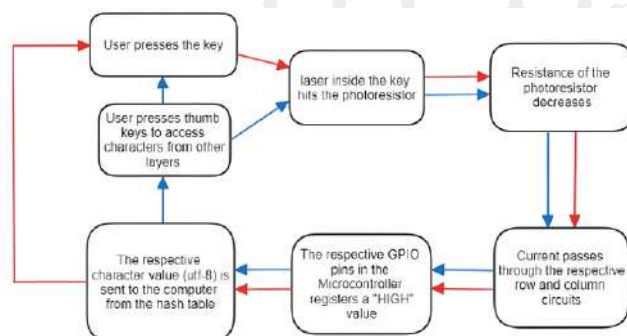 User presses the key
laser inside the key
hits the photoresistor
Resistance of the
photoresistor
decreases
User presses thumb
keys to access
characters from other
layers
The respective
character value (utf-8) is
sent to the computer
from the hash table
The respective GPIO
pins in the
Microcontroller
registers a "HIGH"
value
Current passes
through the respective
row and column
circuits